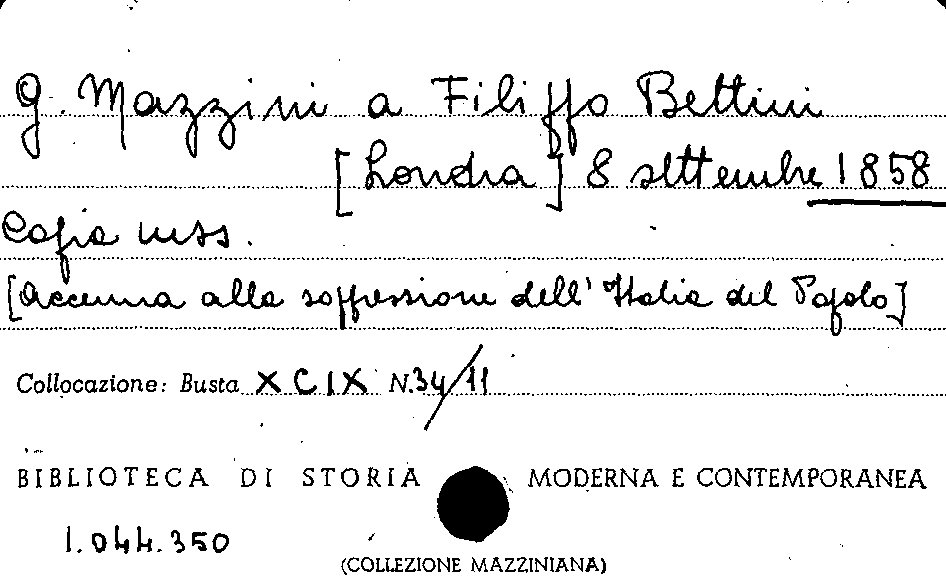 G. Mazzini a Filippo Bettini
[Londra] 8 settembre 1858
Copia mss.
[Accenna alla soppressione dell'Italia del Popolo]
Collocazione: Busta XCIX N. 34/11
BIBLIOTECA DI STORIA MODERNA E CONTEMPORANEA
1.044.350
(COLLEZIONE MAZZINIANA)